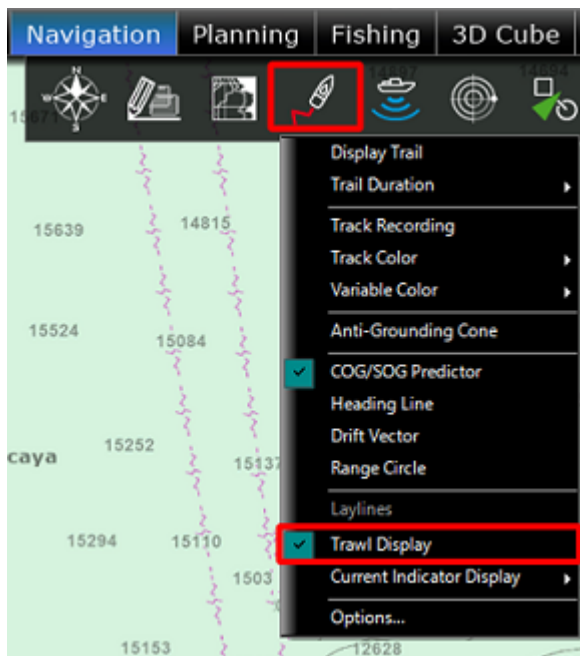 Navigation Planning Fishing 3D Cube
N
S
14697
14694
15671
Display Trail
Trail Duration
15639
14815
Track Recording
Track Color
Variable Color
15524
15084
Anti-Grounding Cone
COG/SOG Predictor
Heading Line
Drift Vector
caya
15252
15137
Range Circle
Laylines
15294
15110
Trawl Display
1503
Current Indicator Display
Options...
15153
12628